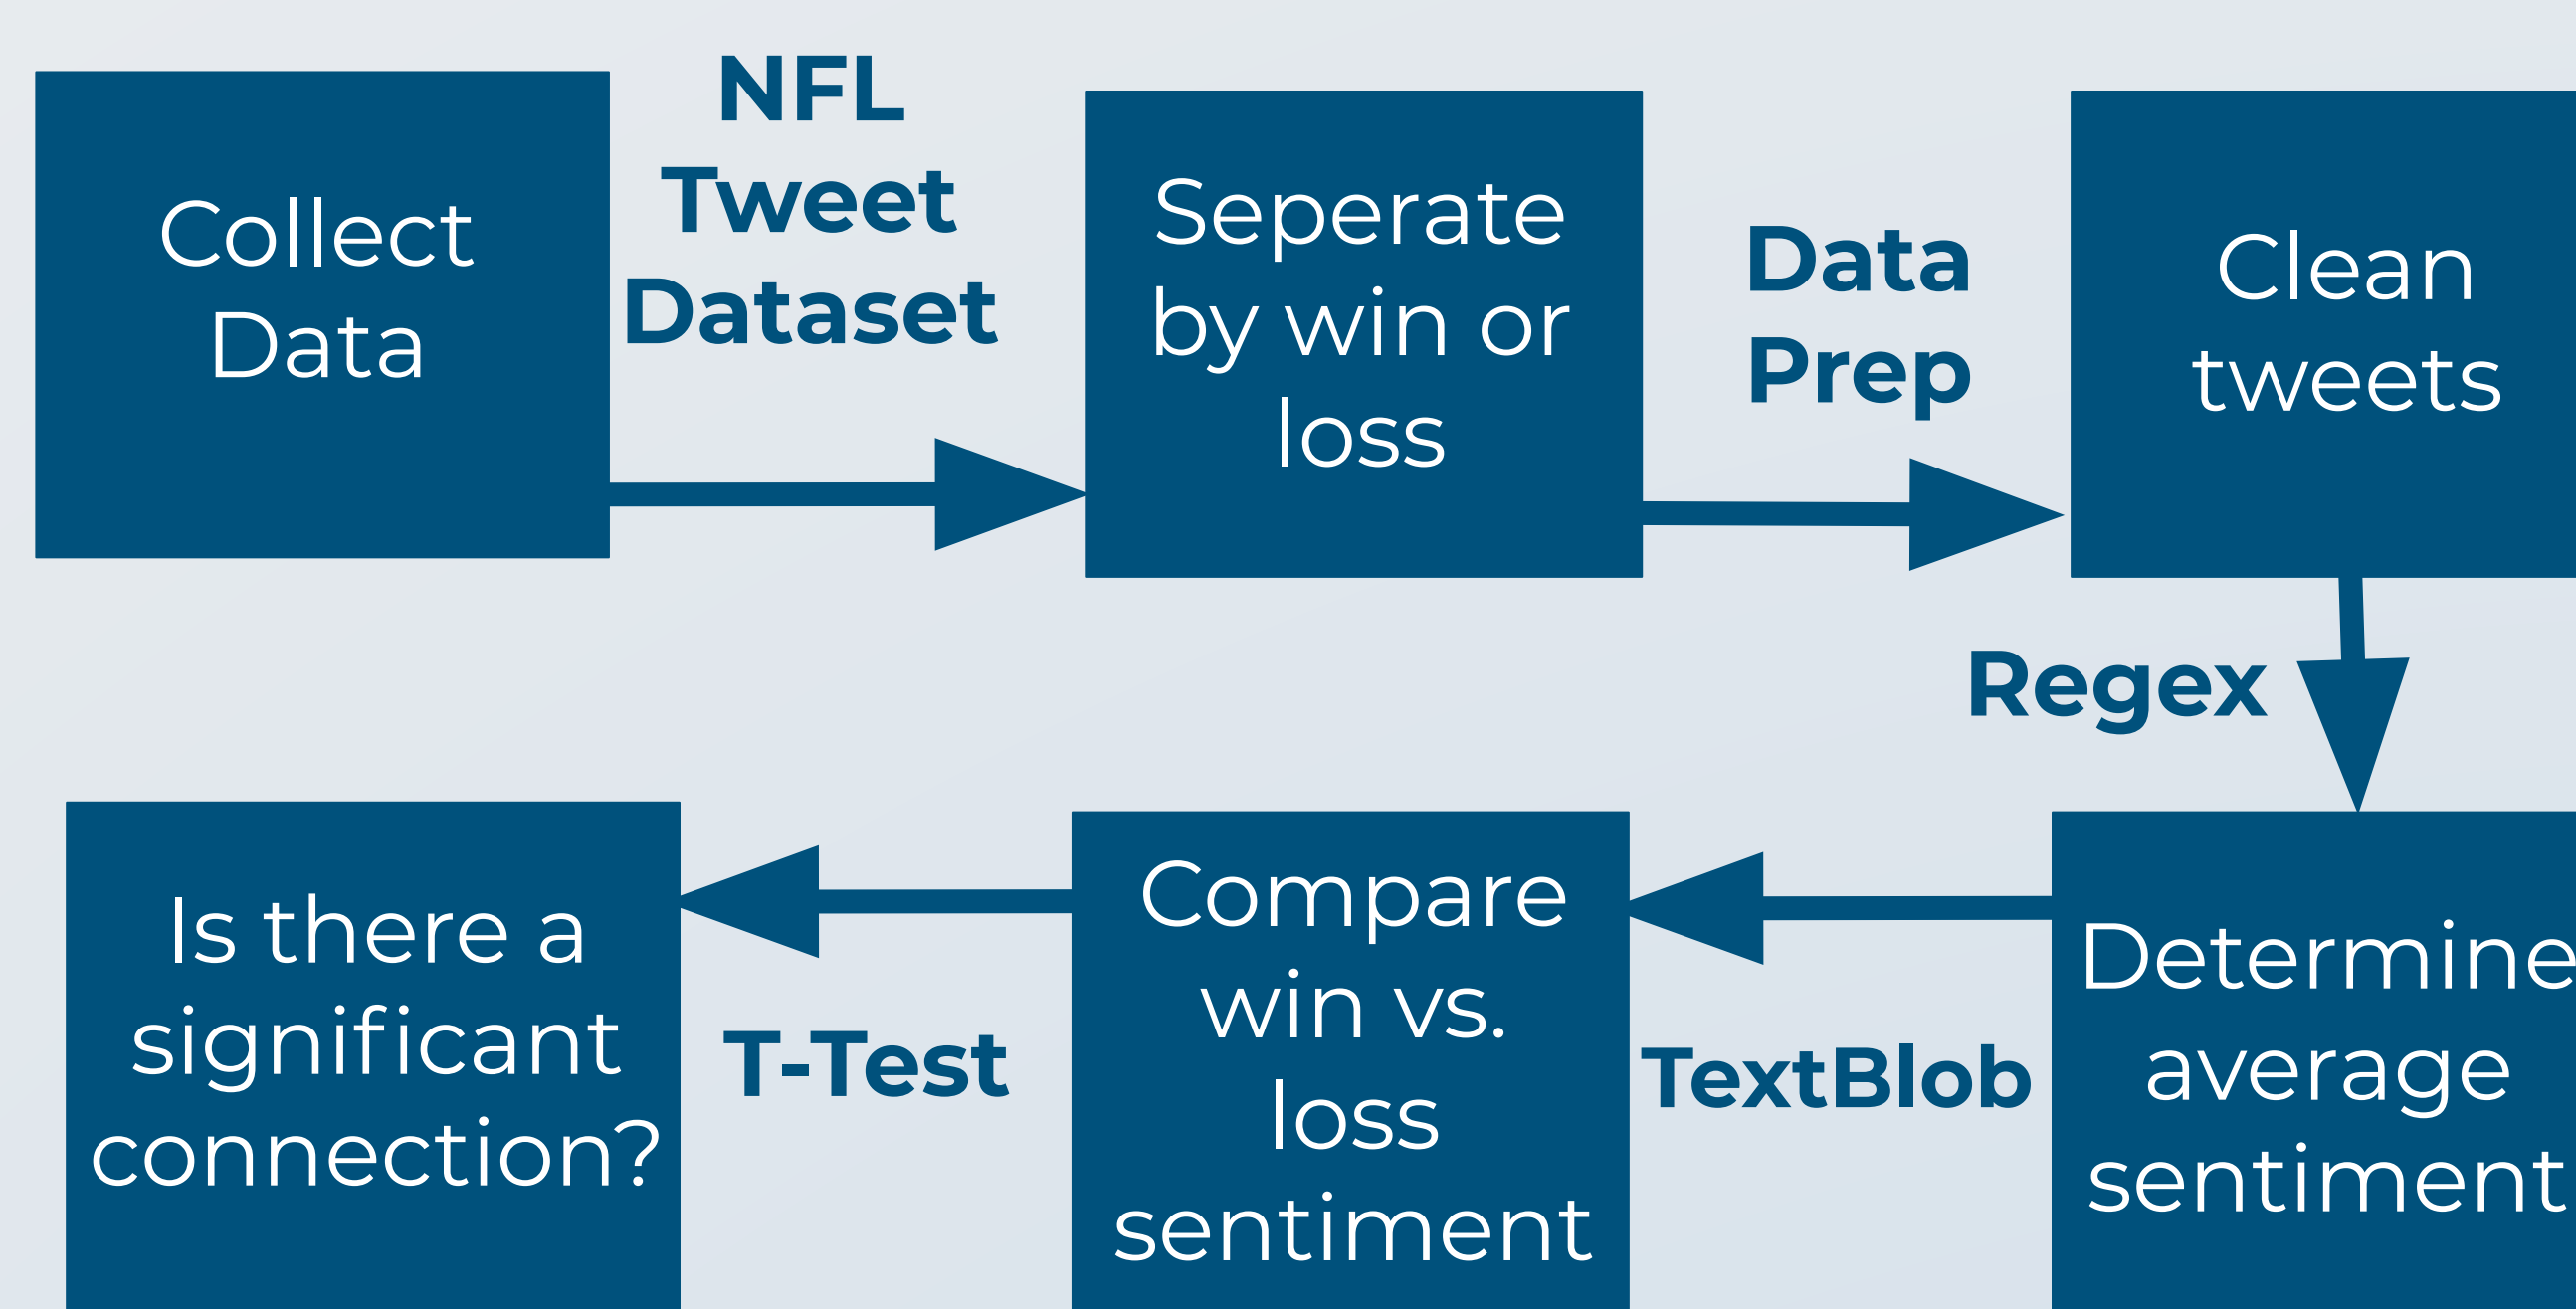 Collect
Data
NFL
Tweet
Dataset
Seperate
by win or
loss
Data
Prep
Clean
tweets
Regex
Determine
average
sentiment
TextBlob
Compare
win vs.
loss
sentiment
T-Test
Is there a
significant
connection?